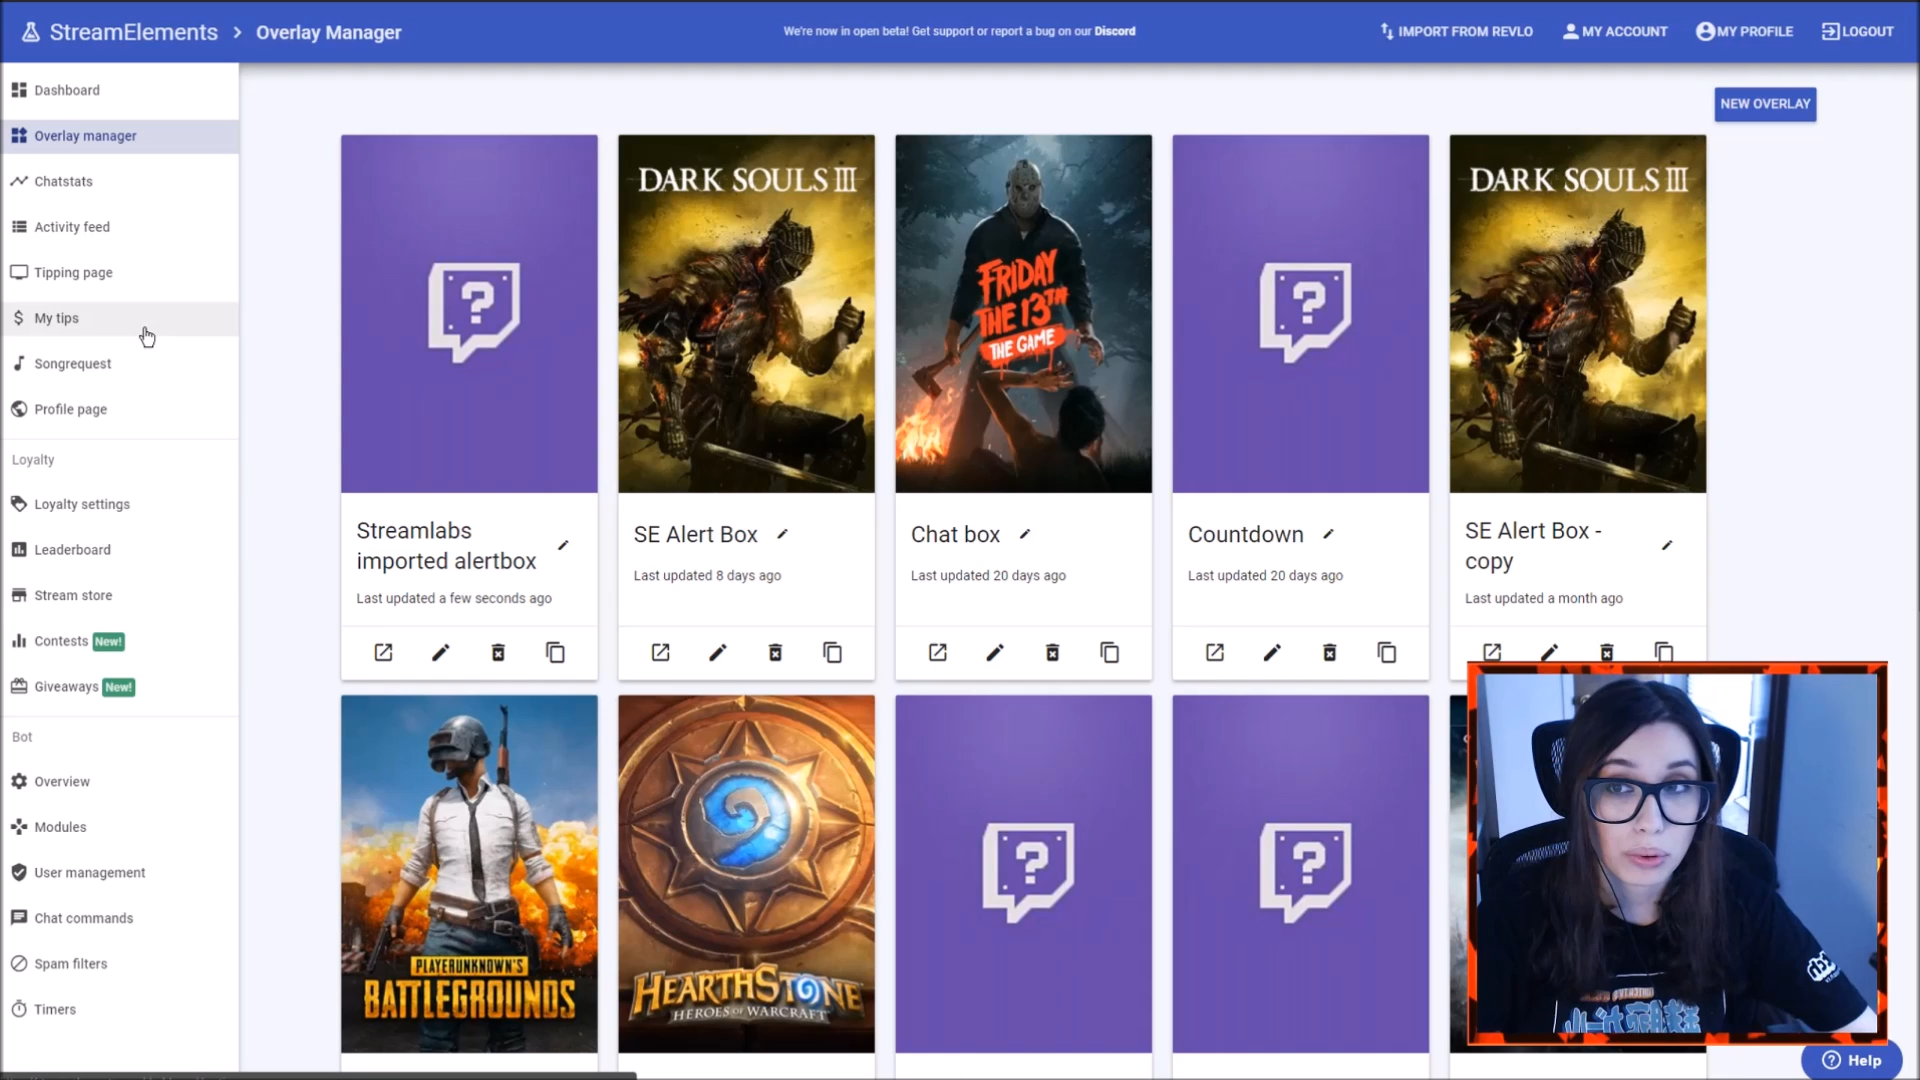 StreamElements > Overlay Manager
We're now in open beta! Get support or report a bug on our Discord
IMPORT FROM REVLO
MY ACCOUNT
MY PROFILE
LOGOUT
Dashboard
Overlay manager
Chatstats
Activity feed
Tipping page
My tips
Songrequest
Profile page
Loyalty
Loyalty settings
Leaderboard
Stream store
Contests New!
Giveaways New!
Bot
Overview
Modules
User management
Chat commands
Spam filters
Timers
NEW OVERLAY
DARK SOULS III
FRIDAY
THE 13TH
THE GAME
DARK SOULS III
Streamlabs
imported alertbox
Last updated a few seconds ago
SE Alert Box
Last updated 8 days ago
Chat box
Last updated 20 days ago
Countdown
Last updated 20 days ago
SE Alert Box -
copy
Last updated a month ago
PLAYERUNKNOWN'S
BATTLEGROUNDS
HEARTHSTONE
HEROES OF WARCRAFT
Help